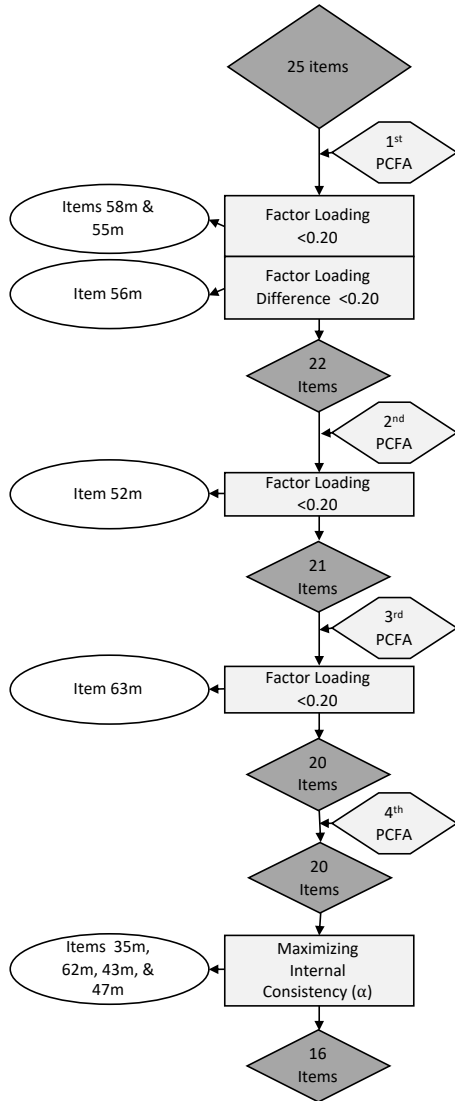 25 items
1st
PCFA
Items 58m &
55m
Factor Loading
<0.20
Item 56m
Factor Loading
Difference <0.20
22
Items
2nd
PCFA
Item 52m
Factor Loading
<0.20
21
Items
3rd
PCFA
Item 63m
Factor Loading
<0.20
20
Items
4th
PCFA
20
Items
Items 35m,
62m, 43m, &
47m
Maximizing
Internal
Consistency (α)
16
Items